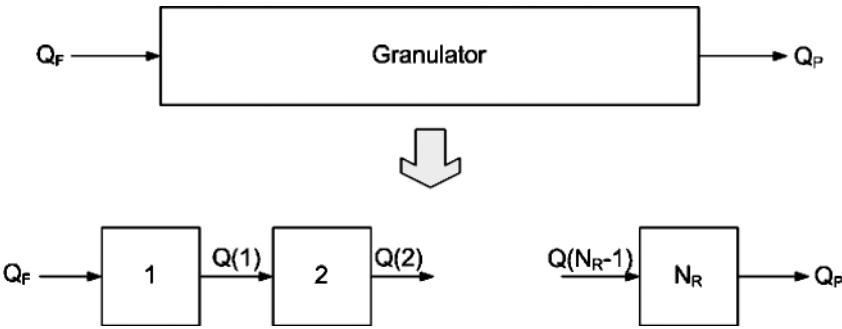 Q_F Granulator Q_P
Q(1) Q(2) Q(N_R-1)
Q_F 1 2 N_R Q_P